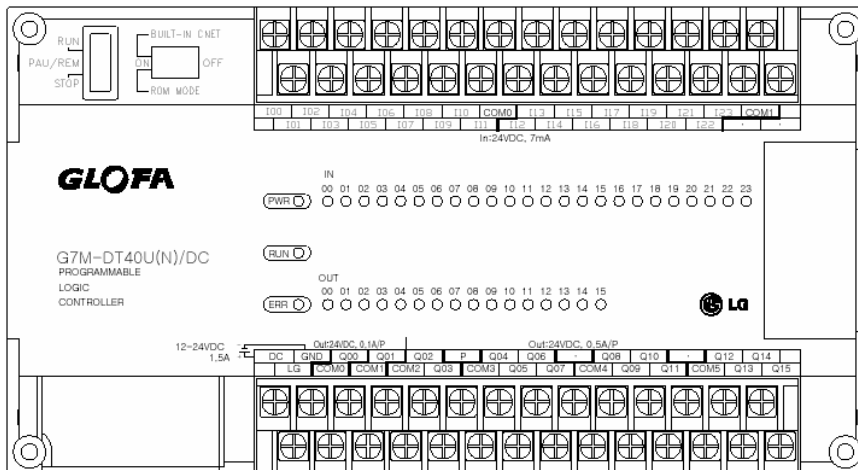 RUN
PAU/REM
STOP
BUILT-IN CNET
ON
OFF
ROM MODE
I00 I02 I04 I06 I08 I10 COM0 I13 I15 I17 I19 I21 I23 COM1
I01 I03 I05 I07 I09 I11 I12 I14 I16 I18 I20 I22 · ·
In:24VDC, 7mA
GLOFA
IN
00 01 02 03 04 05 06 07 08 09 10 11 12 13 14 15 16 17 18 19 20 21 22 23
PWR
G7M-DT40U(N)/DC
PROGRAMMABLE
LOGIC
CONTROLLER
RUN
OUT
00 01 02 03 04 05 06 07 08 09 10 11 12 13 14 15
ERR
LG
12-24VDC
1,5A
Out:24VDC, 0,1A/P
Out:24VDC, 0,5A/P
DC GND Q00 Q01 Q02 P Q04 Q06 · Q08 Q10 · Q12 Q14
LG COM0 COM1 COM2 Q03 COM3 Q05 Q07 COM4 Q09 Q11 COM5 Q13 Q15